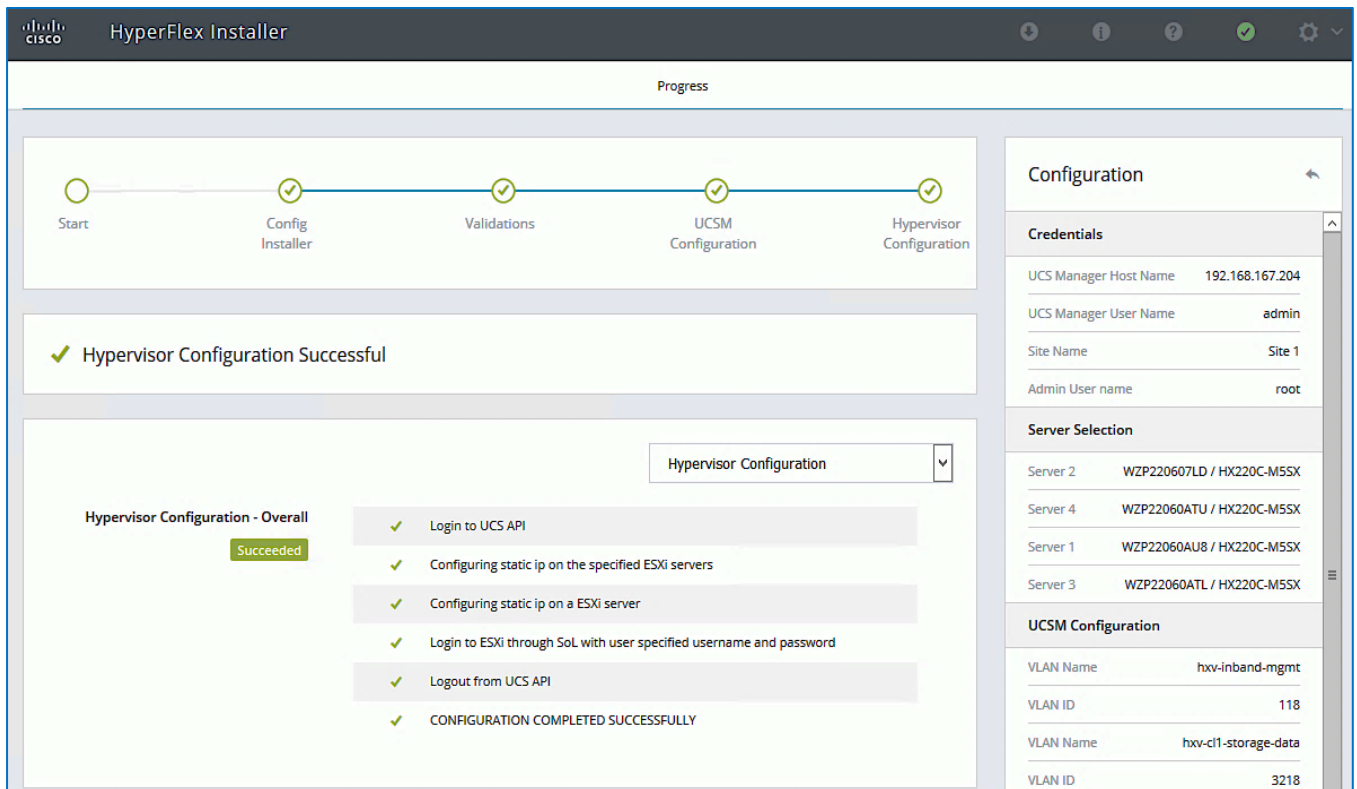 CISCO
HyperFlex Installer
Progress
Start
Config
Installer
Validations
UCSM
Configuration
Hypervisor
Configuration
Hypervisor Configuration Successful
Hypervisor Configuration
Hypervisor Configuration - Overall
Succeeded
Login to UCS API
Configuring static ip on the specified ESXi servers
Configuring static ip on a ESXi server
Login to ESXi through SoL with user specified username and password
Logout from UCS API
CONFIGURATION COMPLETED SUCCESSFULLY
Configuration
Credentials
UCS Manager Host Name 192.168.167.204
UCS Manager User Name admin
Site Name Site 1
Admin User name root
Server Selection
Server 2 WZP220607LD / HX220C-M5SX
Server 4 WZP22060ATU / HX220C-M5SX
Server 1 WZP22060AU8 / HX220C-M5SX
Server 3 WZP22060ATL / HX220C-M5SX
UCSM Configuration
VLAN Name hxv-inband-mgmt
VLAN ID 118
VLAN Name hxv-cl1-storage-data
VLAN ID 3218